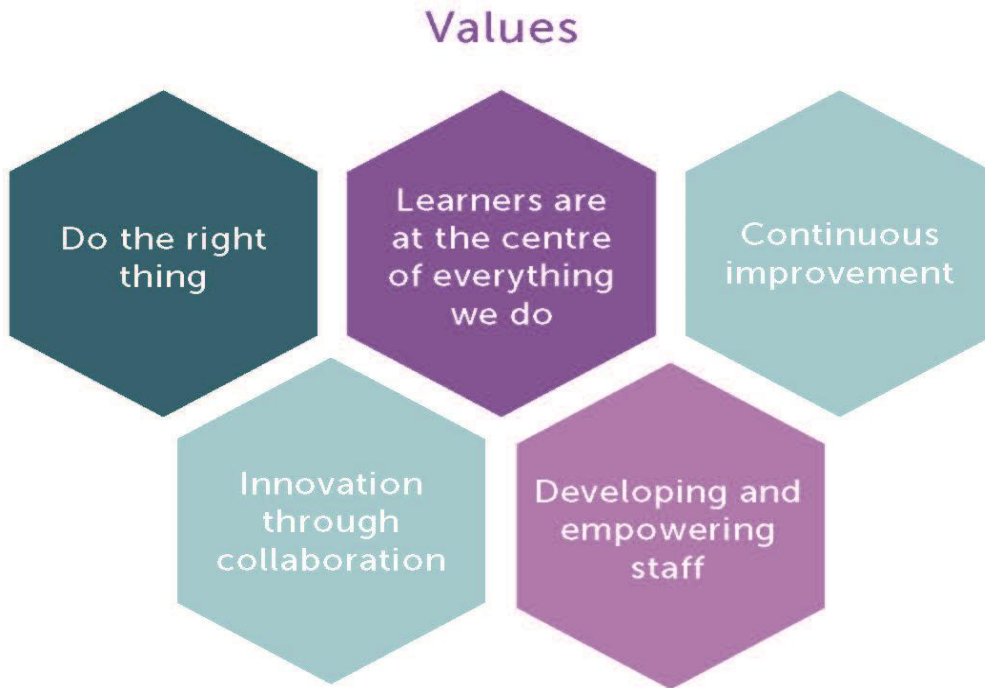 Values
Do the right
thing
Learners are
at the centre
of everything
we do
Continuous
improvement
Innovation
through
collaboration
Developing and
empowering
staff